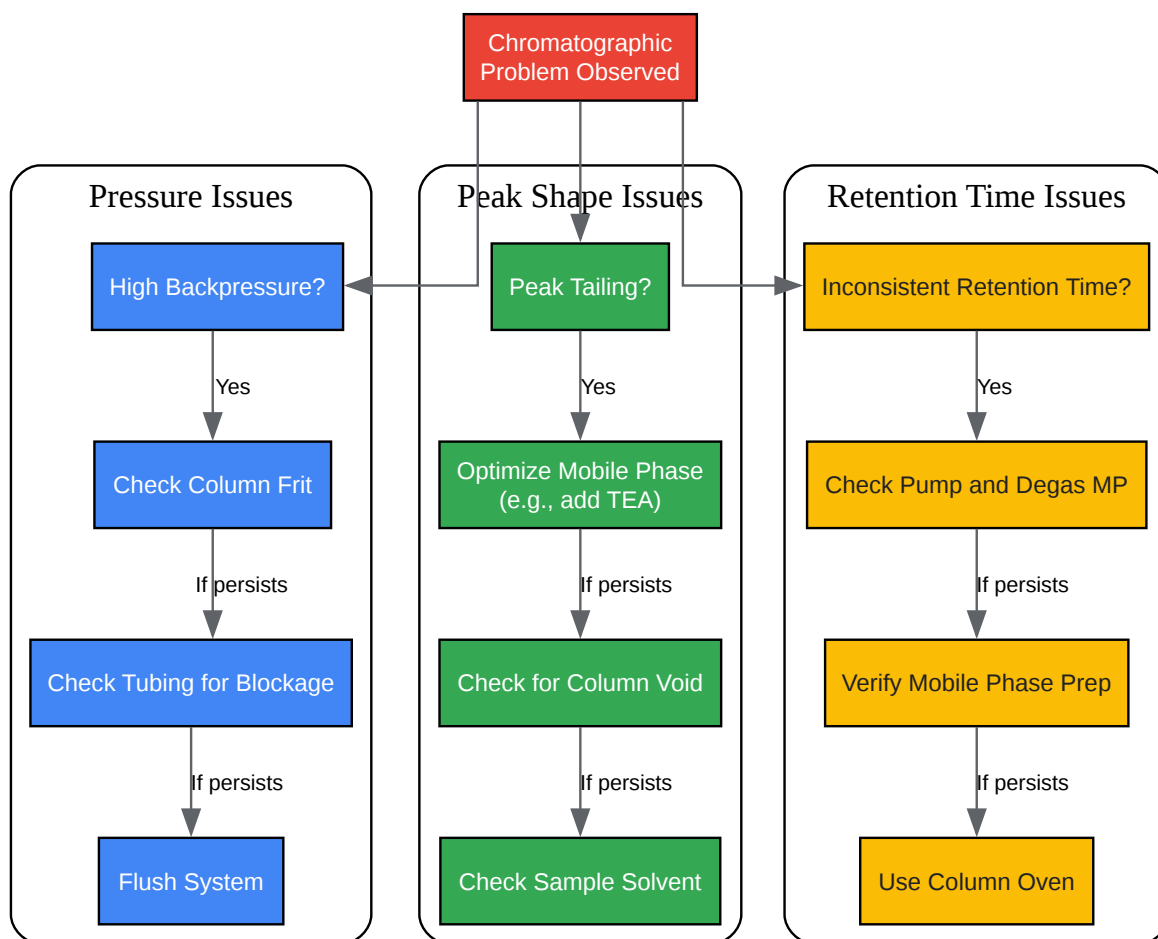 Chromatographic
Problem Observed
Pressure Issues
High Backpressure?
Yes
Check Column Frit
If persists
Check Tubing for Blockage
If persists
Flush System
Peak Shape Issues
Peak Tailing?
Yes
Optimize Mobile Phase
(e.g., add TEA)
If persists
Check for Column Void
If persists
Check Sample Solvent
Retention Time Issues
Inconsistent Retention Time?
Yes
Check Pump and Degas MP
If persists
Verify Mobile Phase Prep
If persists
Use Column Oven